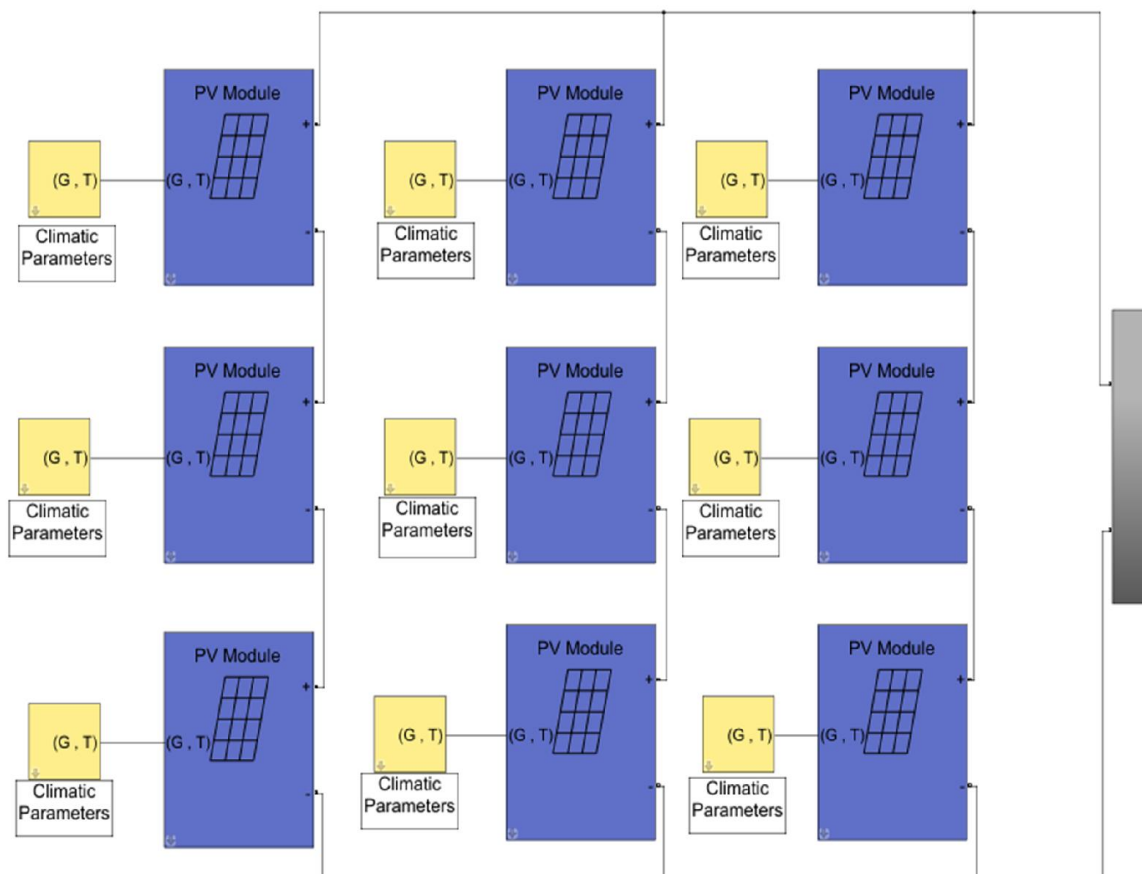 PV Module
+
(G , T)
(G , T)
-
Climatic
Parameters
PV Module
+
(G , T)
(G , T)
-
Climatic
Parameters
PV Module
+
(G , T)
(G , T)
-
Climatic
Parameters
PV Module
+
(G , T)
(G , T)
-
Climatic
Parameters
PV Module
+
(G , T)
(G , T)
-
Climatic
Parameters
PV Module
+
(G , T)
(G , T)
-
Climatic
Parameters
PV Module
+
(G , T)
(G , T)
-
Climatic
Parameters
PV Module
+
(G , T)
(G , T)
-
Climatic
Parameters
PV Module
+
(G , T)
(G , T)
-
Climatic
Parameters